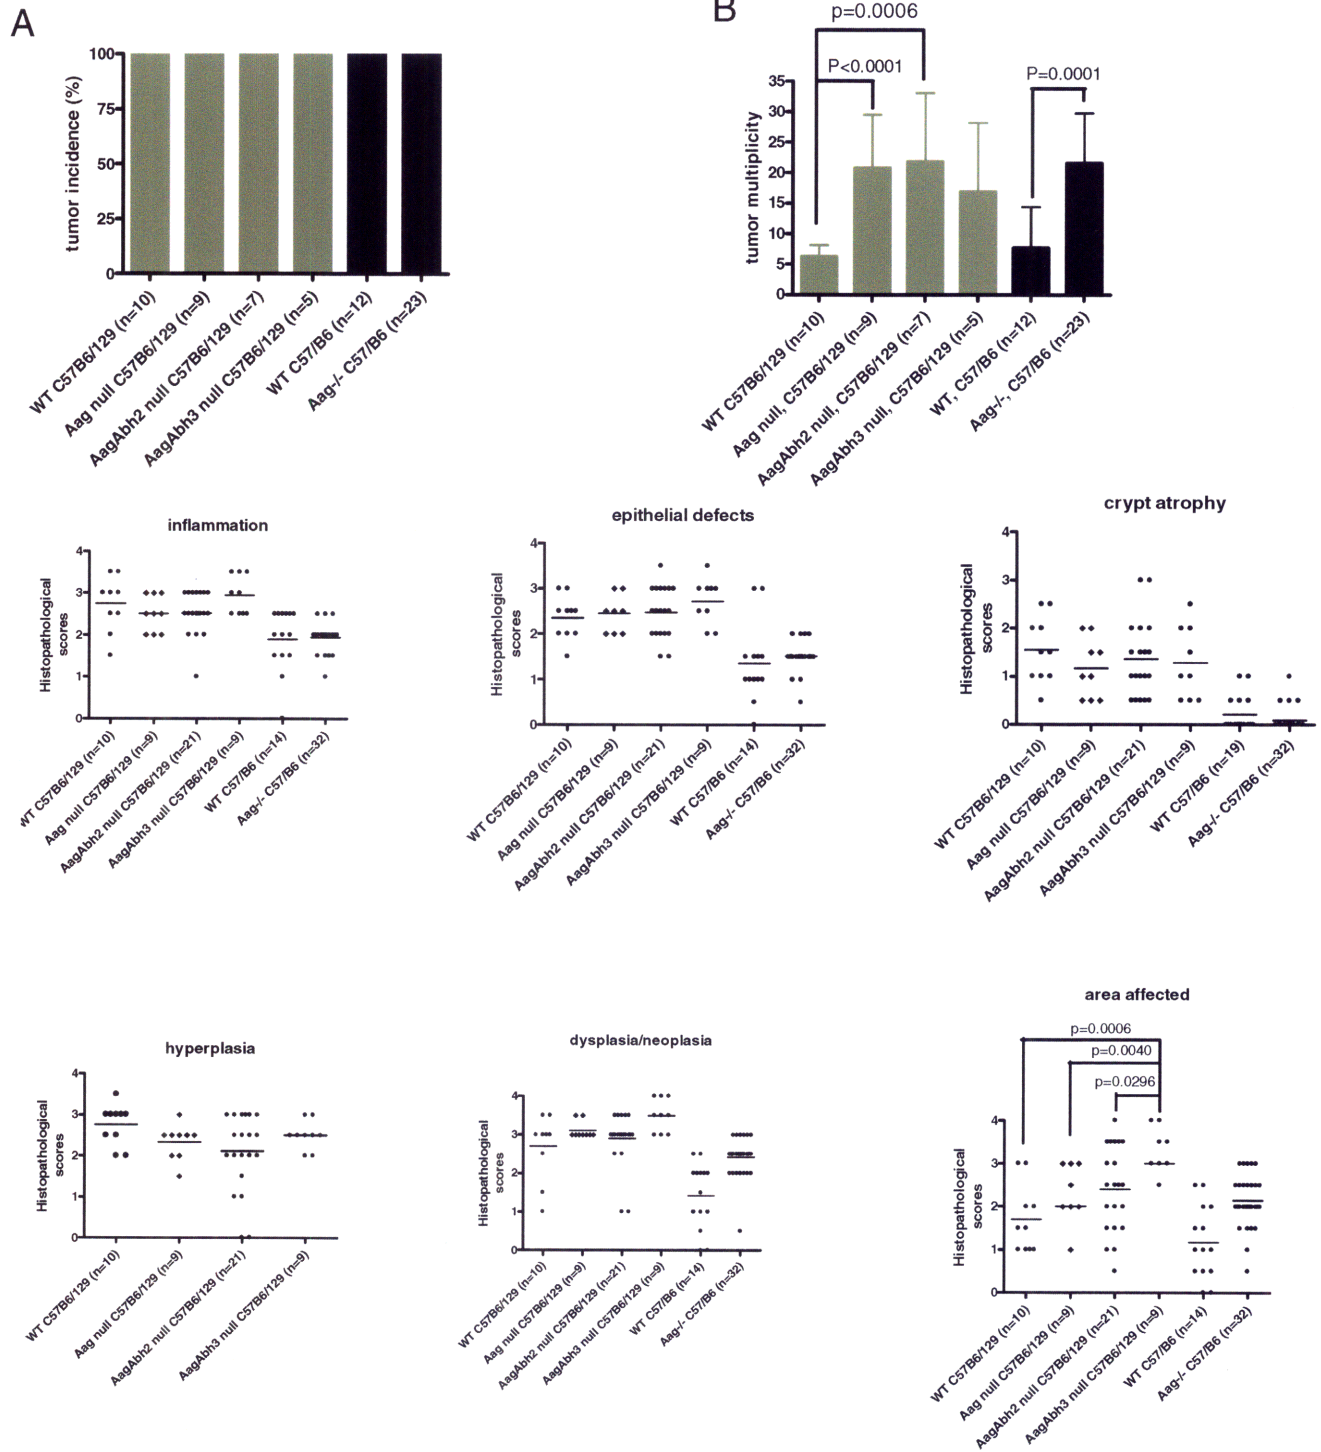 A
tumor incidence (%)
100
75
50
25
0
WT C57B6/129 (n=10)
Aag null C57B6/129 (n=9)
AagAbh2 null C57B6/129 (n=7)
AagAbh3 null C57B6/129 (n=5)
WT C57/B6 (n=12)
Aag-/- C57/B6 (n=23)
B
p=0.0006
P<0.0001
P=0.0001
tumor multiplicity
35
30
25
20
15
10
5
0
WT C57B6/129 (n=10)
Aag null, C57B6/129 (n=9)
AagAbh2 null, C57B6/129 (n=7)
AagAbh3 null, C57B6/129 (n=5)
WT, C57/B6 (n=12)
Aag-/-, C57/B6 (n=23)
inflammation
Histopathological
scores
4
3
2
1
0
WT C57B6/129 (n=10)
Aag null C57B6/129 (n=9)
AagAbh2 null C57B6/129 (n=21)
AagAbh3 null C57B6/129 (n=9)
WT C57/B6 (n=14)
Aag-/- C57/B6 (n=32)
epithelial defects
Histopathological
scores
4
3
2
1
0
WT C57B6/129 (n=10)
Aag null C57B6/129 (n=9)
AagAbh2 null C57B6/129 (n=21)
AagAbh3 null C57B6/129 (n=9)
WT C57/B6 (n=14)
Aag-/- C57/B6 (n=32)
crypt atrophy
Histopathological
scores
4
3
2
1
0
WT C57B6/129 (n=10)
Aag null C57B6/129 (n=9)
AagAbh2 null C57B6/129 (n=21)
AagAbh3 null C57B6/129 (n=9)
WT C57/B6 (n=19)
Aag-/- C57/B6 (n=32)
hyperplasia
Histopathological
scores
4
3
2
1
0
WT C57B6/129 (n=10)
Aag null C57B6/129 (n=9)
AagAbh2 null C57B6/129 (n=21)
AagAbh3 null C57B6/129 (n=9)
dysplasia/neoplasia
Histopathological
scores
4
3
2
1
0
WT C57B6/129 (n=10)
Aag null C57B6/129 (n=9)
AagAbh2 null C57B6/129 (n=21)
AagAbh3 null C57B6/129 (n=9)
WT C57/B6 (n=14)
Aag-/- C57/B6 (n=32)
area affected
p=0.0006
p=0.0040
p=0.0296
Histopathological
scores
4
3
2
1
0
WT C57B6/129 (n=10)
Aag null C57B6/129 (n=9)
AagAbh2 null C57B6/129 (n=21)
AagAbh3 null C57B6/129 (n=9)
WT C57/B6 (n=14)
Aag-/- C57/B6 (n=32)